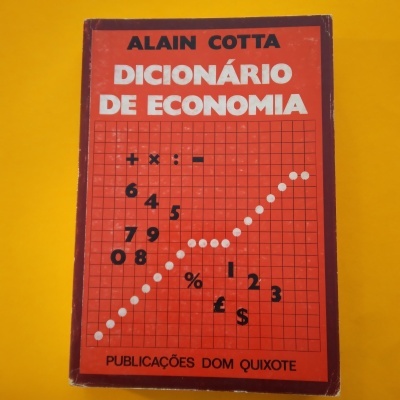 ALAIN COTTA
DICIONÁRIO
DE ECONOMIA
+ × : -
6 4 5
7 9
0 8
% 1 2 3
£ $
PUBLICAÇÕES DOM QUIXOTE